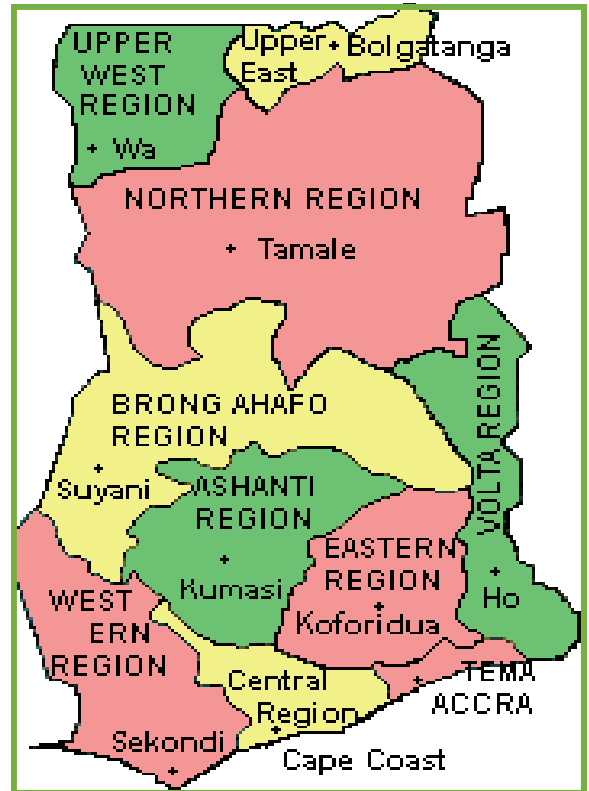 UPPER
WEST
REGION
Wa
Upper
East
Bolgatanga
NORTHERN REGION
Tamale
BRONG AHAFO
REGION
Suyani
ASHANTI
REGION
Kumasi
VOLTA REGION
Ho
EASTERN
REGION
Koforidua
WEST
ERN
REGION
Sekondi
Central
Region
Cape Coast
TEMA
ACCRA